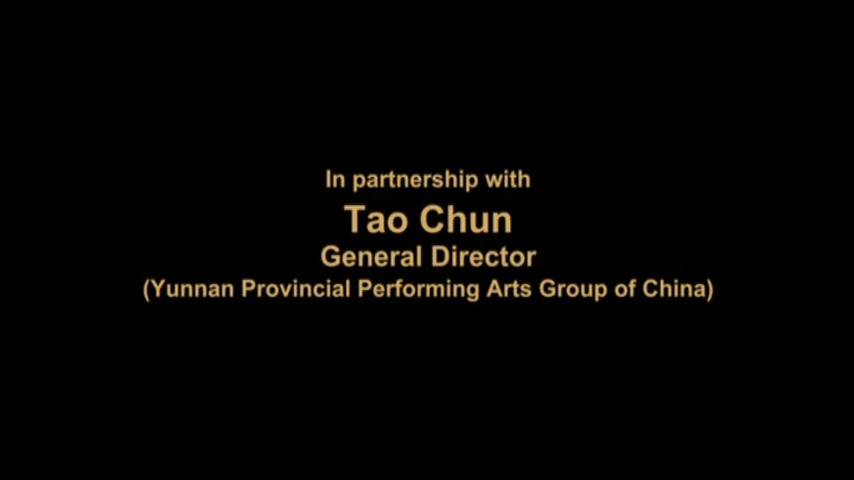 In partnership with
Tao Chun
General Director
(Yunnan Provincial Performing Arts Group of China)